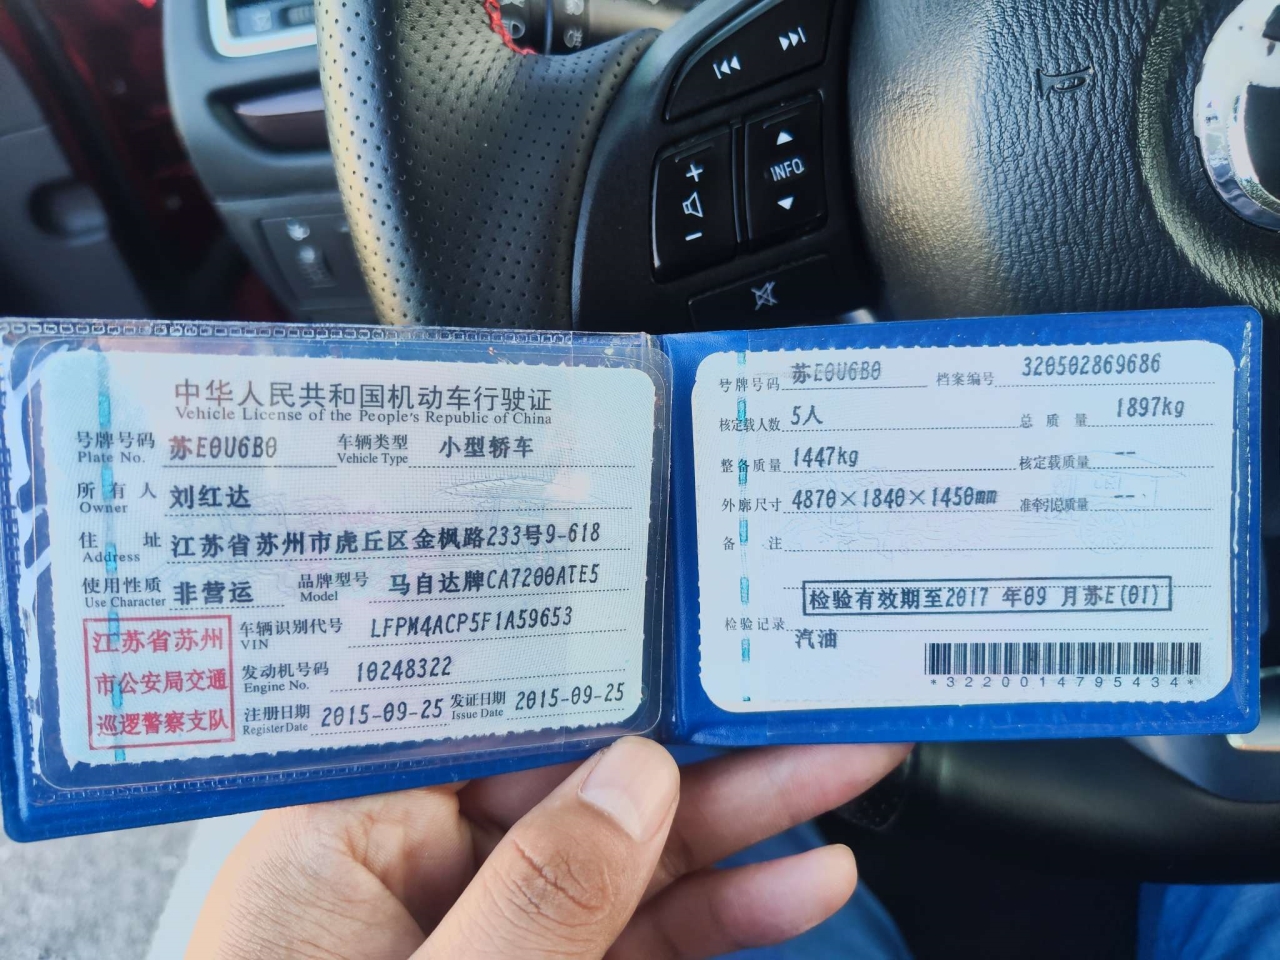 INFO
中华人民共和国机动车行驶证
Vehicle License of the People's Republic of China
号牌号码 苏E0U6B0 车辆类型 小型轿车
Plate No. Vehicle Type
所有人 刘红达
Owner
住址 江苏省苏州市虎丘区金枫路233号9-618
Address
使用性质 非营运 品牌型号 马自达牌CA7200ATE5
Use Character Model
江苏省苏州
市公安局交通
巡逻警察支队
车辆识别代号 LFPM4ACP5F1A59653
VIN
发动机号码 10248322
Engine No.
注册日期 2015-09-25 发证日期 2015-09-25
Register Date Issue Date
号牌号码 苏E0U6B0 档案编号 320502869686
核定载人数 5人 总质量 1897kg
整备质量 1447kg 核定载质量 --
外廓尺寸 4870×1840×1450mm 准牵引总质量 --
备注
检验有效期至2017 年09 月苏E(01)
检验记录
汽油
*3220014795434*